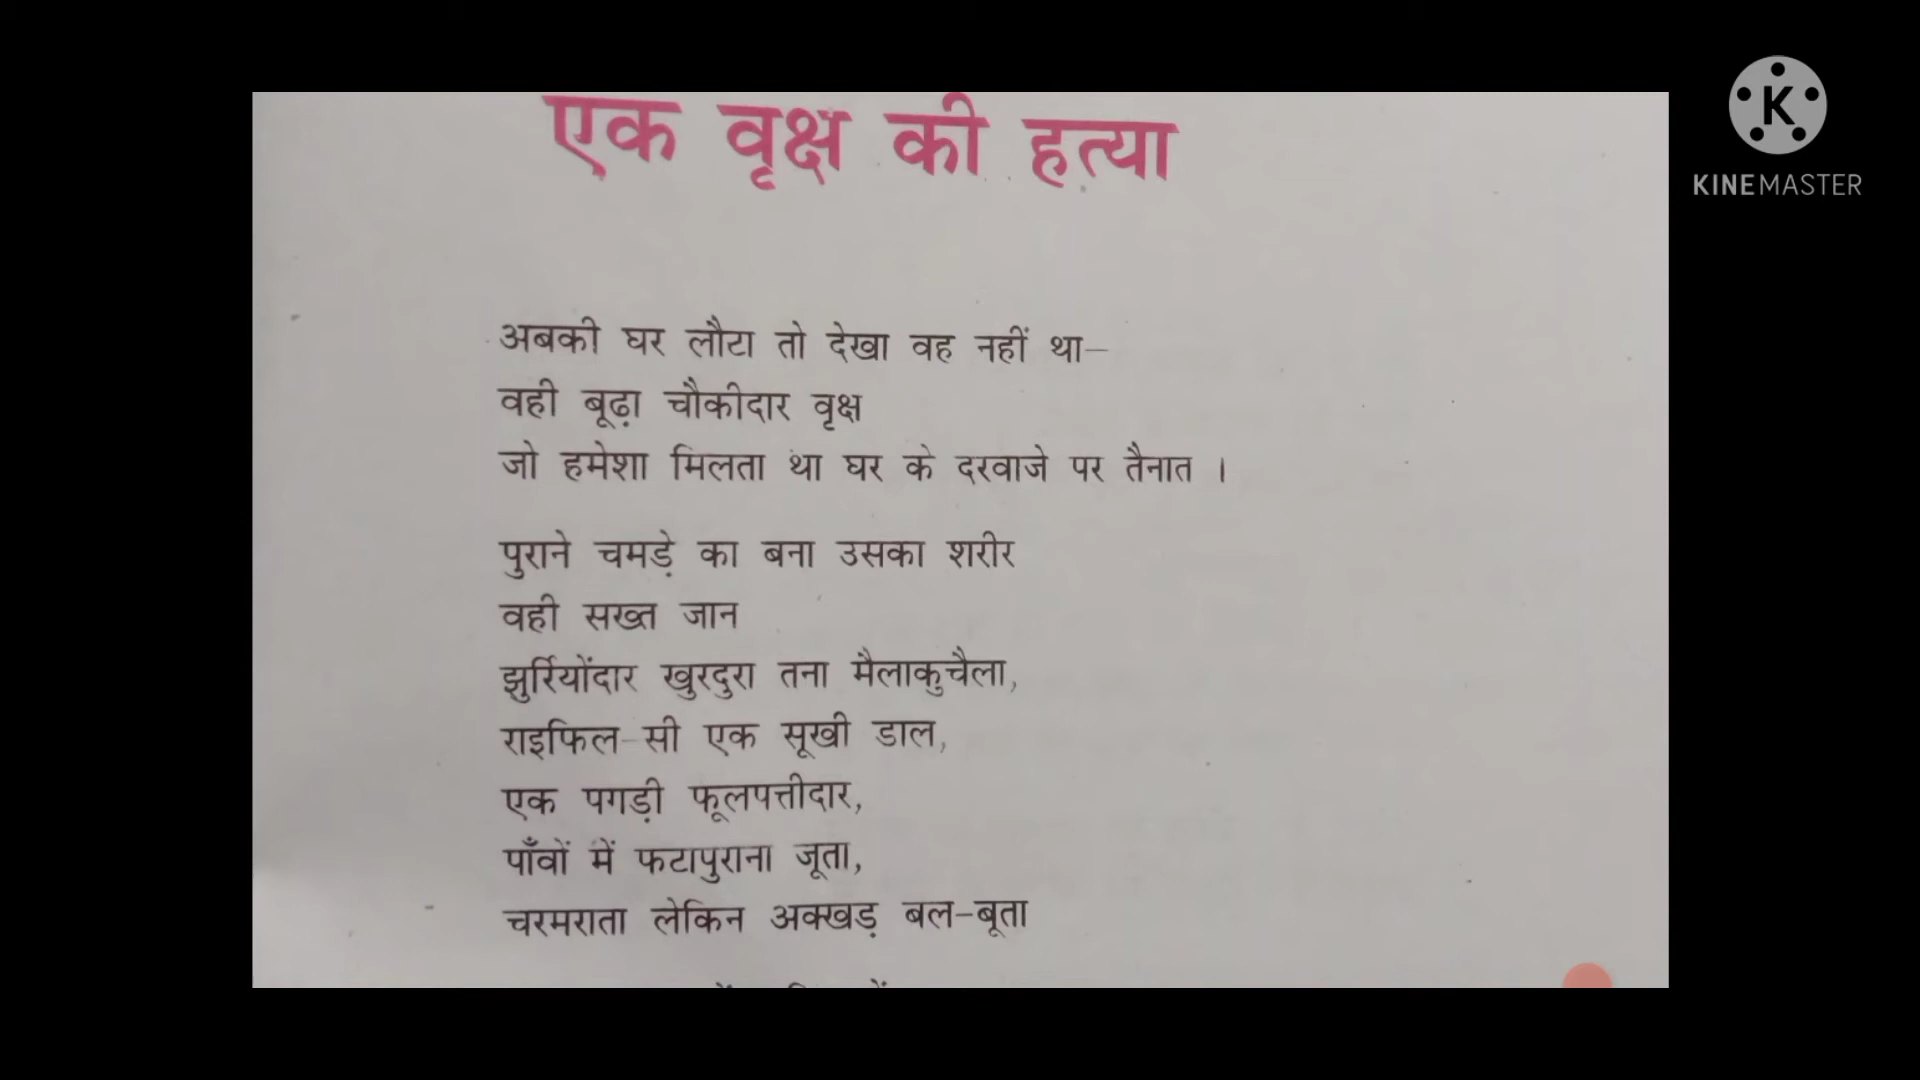 एक वृक्ष की हत्या
KINEMASTER
अबकी घर लौटा तो देखा वह नहीं था—
वही बूढ़ा चौकीदार वृक्ष
जो हमेशा मिलता था घर के दरवाजे पर तैनात ।
पुराने चमड़े का बना उसका शरीर
वही सख्त जान
झुर्रियोंदार खुरदुरा तना मैलाकुचैला,
राइफिल-सी एक सूखी डाल,
एक पगड़ी फूलपत्तीदार,
पाँवों में फटापुराना जूता,
चरमराता लेकिन अक्खड़ बल-बूता